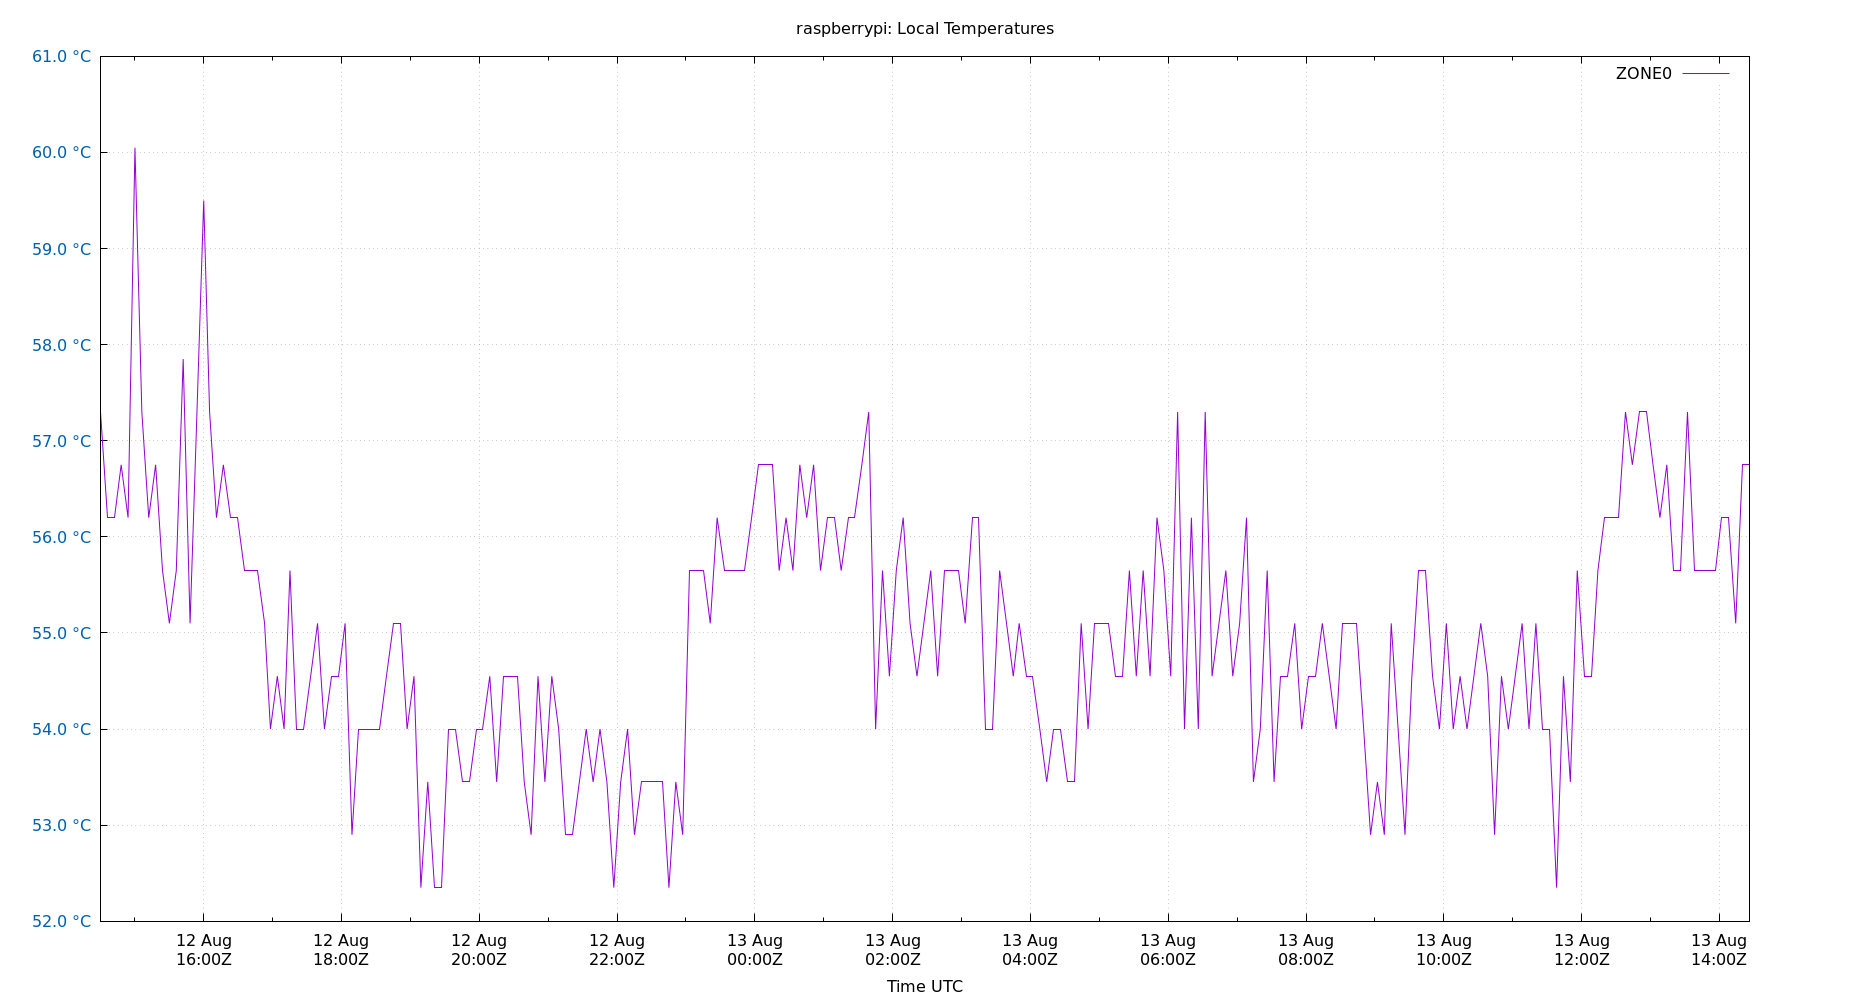 raspberrypi: Local Temperatures
61.0 °C
ZONE0
60.0 °C
59.0 °C
58.0 °C
57.0 °C
56.0 °C
55.0 °C
54.0 °C
53.0 °C
52.0 °C
12 Aug 12 Aug 12 Aug 12 Aug 13 Aug 13 Aug 13 Aug 13 Aug 13 Aug 13 Aug 13 Aug 13 Aug
16:00Z 18:00Z 20:00Z 22:00Z 00:00Z 02:00Z 04:00Z 06:00Z 08:00Z 10:00Z 12:00Z 14:00Z
Time UTC